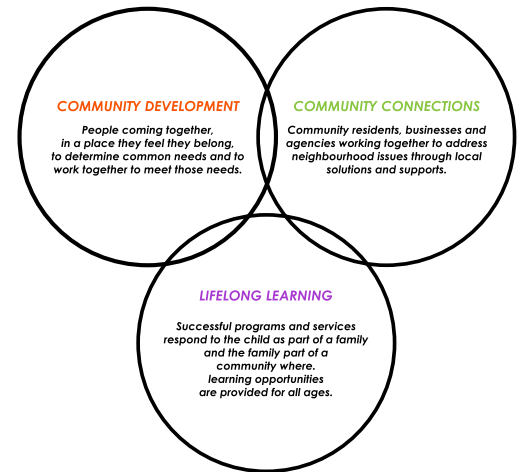 COMMUNITY DEVELOPMENT
People coming together,
in a place they feel they belong,
to determine common needs and to
work together to meet those needs.
COMMUNITY CONNECTIONS
Community residents, businesses and
agencies working together to address
neighbourhood issues through local
solutions and supports.
LIFELONG LEARNING
Successful programs and services
respond to the child as part of a family
and the family part of a
community where.
learning opportunities
are provided for all ages.